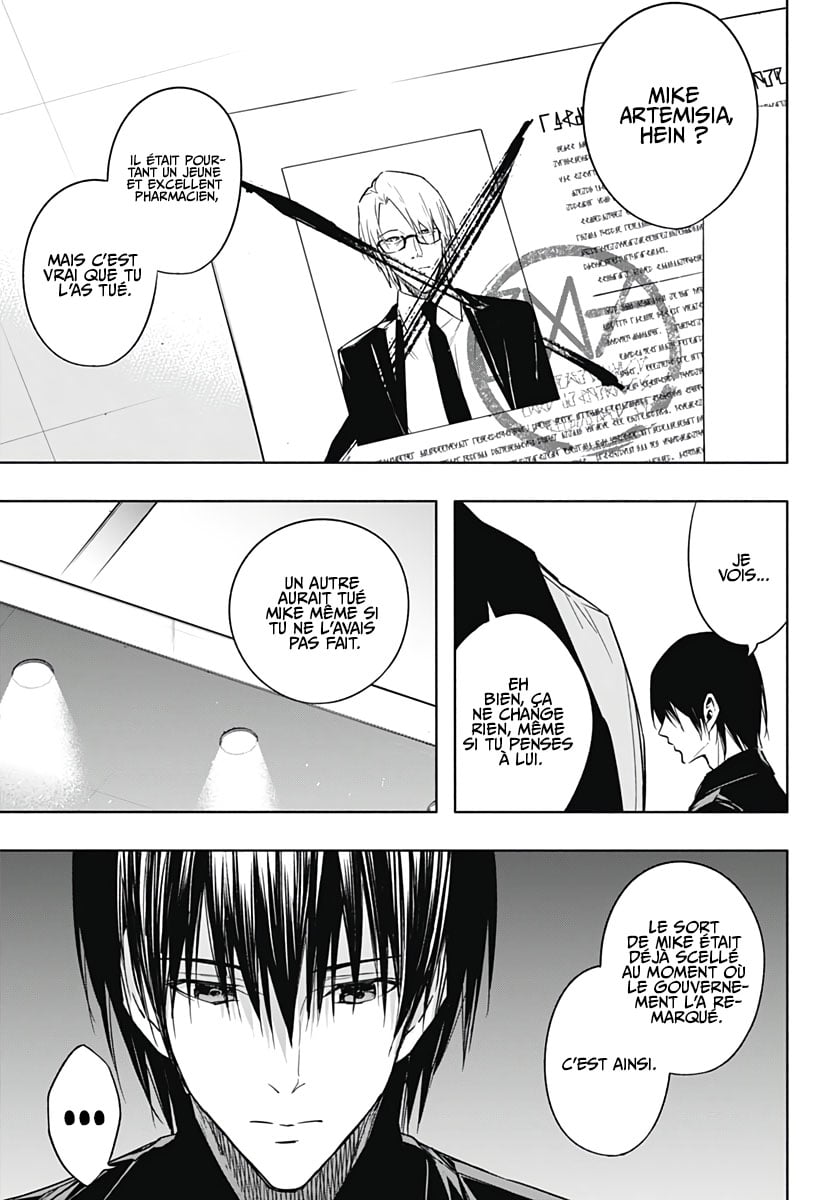 MIKE
ARTEMISIA,
HEIN ?
IL ÉTAIT POUR-
TANT UN JEUNE
ET EXCELLENT
PHARMACIEN,
MAIS C'EST
VRAI QUE TU
L'AS TUÉ.
JE
VOIS...
EH
BIEN, ÇA
NE CHANGE
RIEN, MÊME
SI TU PENSES
À LUI.
UN AUTRE
AURAIT TUÉ
MIKE MÊME SI
TU NE L'AVAIS
PAS FAIT.
LE SORT
DE MIKE ÉTAIT
DÉJÀ SCELLÉ
AU MOMENT OÙ
LE GOUVERNE-
MENT L'A RE-
MARQUÉ.
C'EST AINSI.
...